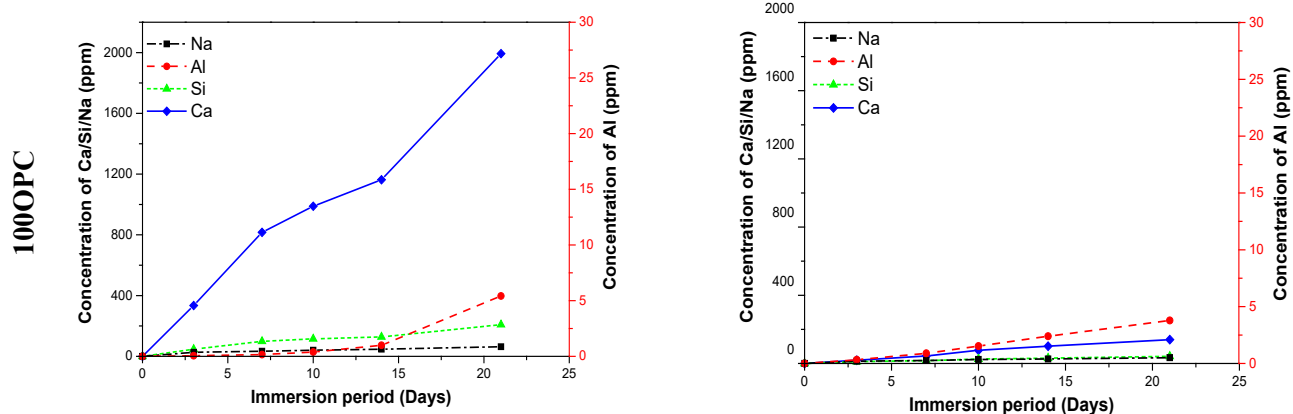 100OPC
Concentration of Ca/Si/Na (ppm)
2000
1600
1200
800
400
0
Na
Al
Si
Ca
30
25
20
15
10
5
0
Concentration of Al (ppm)
0 5 10 15 20 25
Immersion period (Days)
Concentration of Ca/Si/Na (ppm)
2000
1600
1200
800
400
0
Na
Al
Si
Ca
30
25
20
15
10
5
0
Concentration of Al (ppm)
0 5 10 15 20 25
Immersion period (Days)